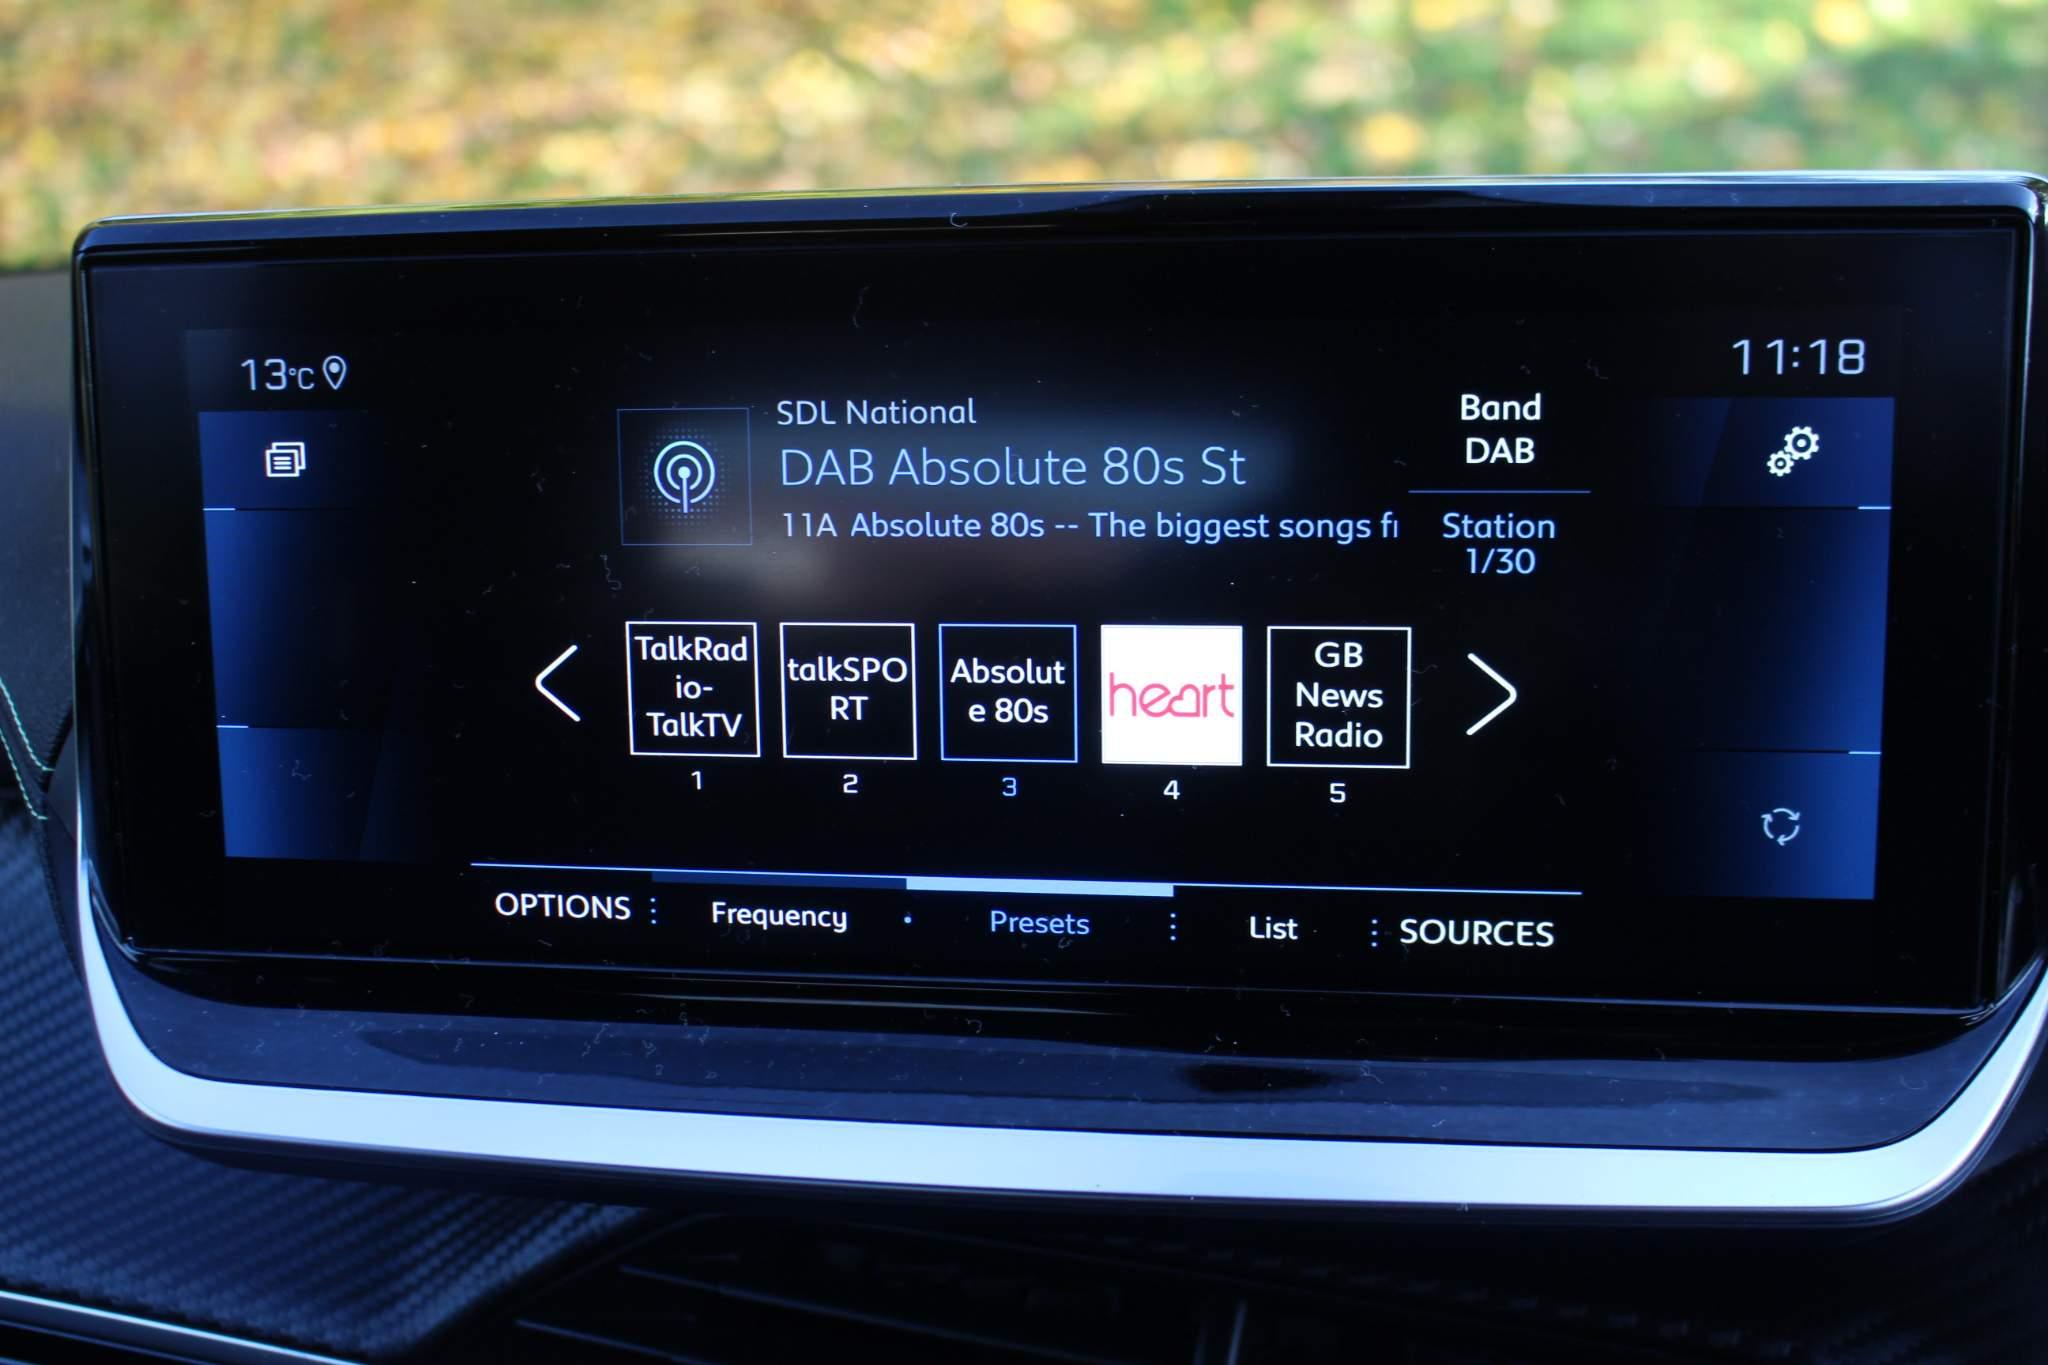 13°C
11:18
SDL National
DAB Absolute 80s St
11A Absolute 80s -- The biggest songs
Band
DAB
Station
1/30
TalkRad
io-
TalkTV
1
talkSPO
RT
2
Absolut
e 80s
3
heart
4
GB
News
Radio
5
OPTIONS
Frequency
Presets
List
SOURCES